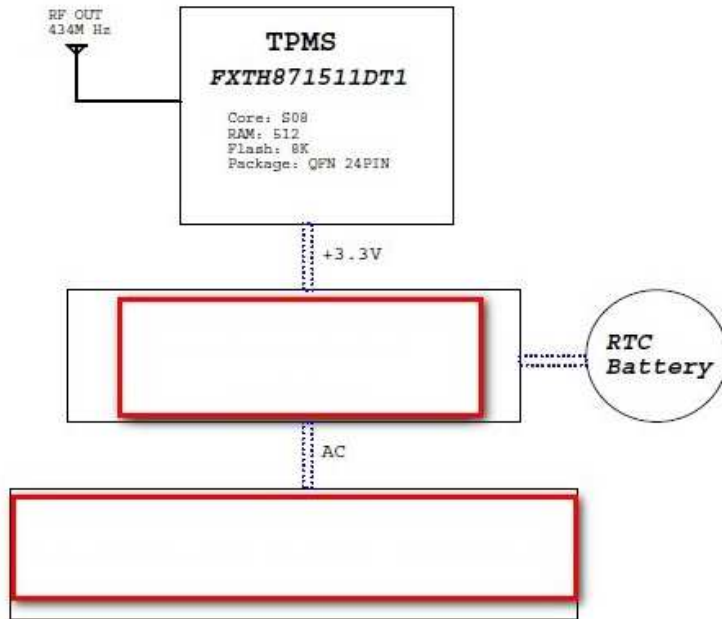 RF OUT
434M Hz
TPMS
FXTH871511DT1
Core: S08
RAM: 512
Flash: 8K
Package: QFN 24PIN
+3.3V
RTC
Battery
AC